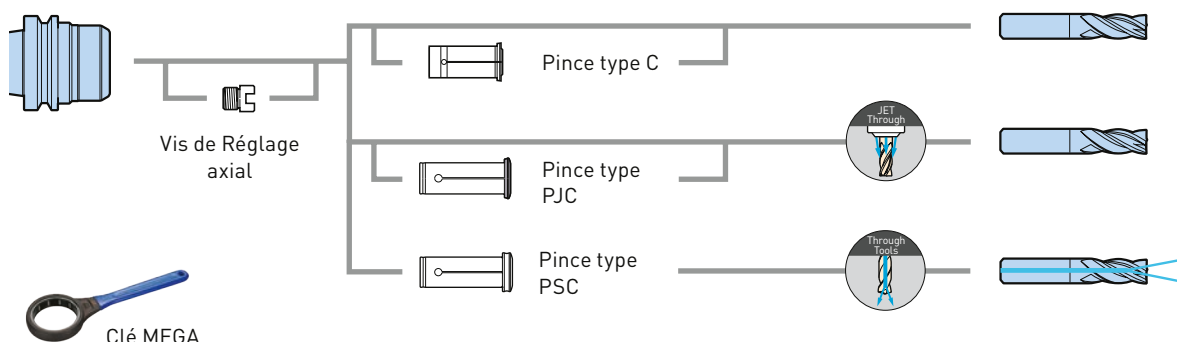 Pince type C
JET
Through
Vis de Réglage
axial
Pince type
PJC
Through
Tools
Pince type
PSC
Clé MEGA